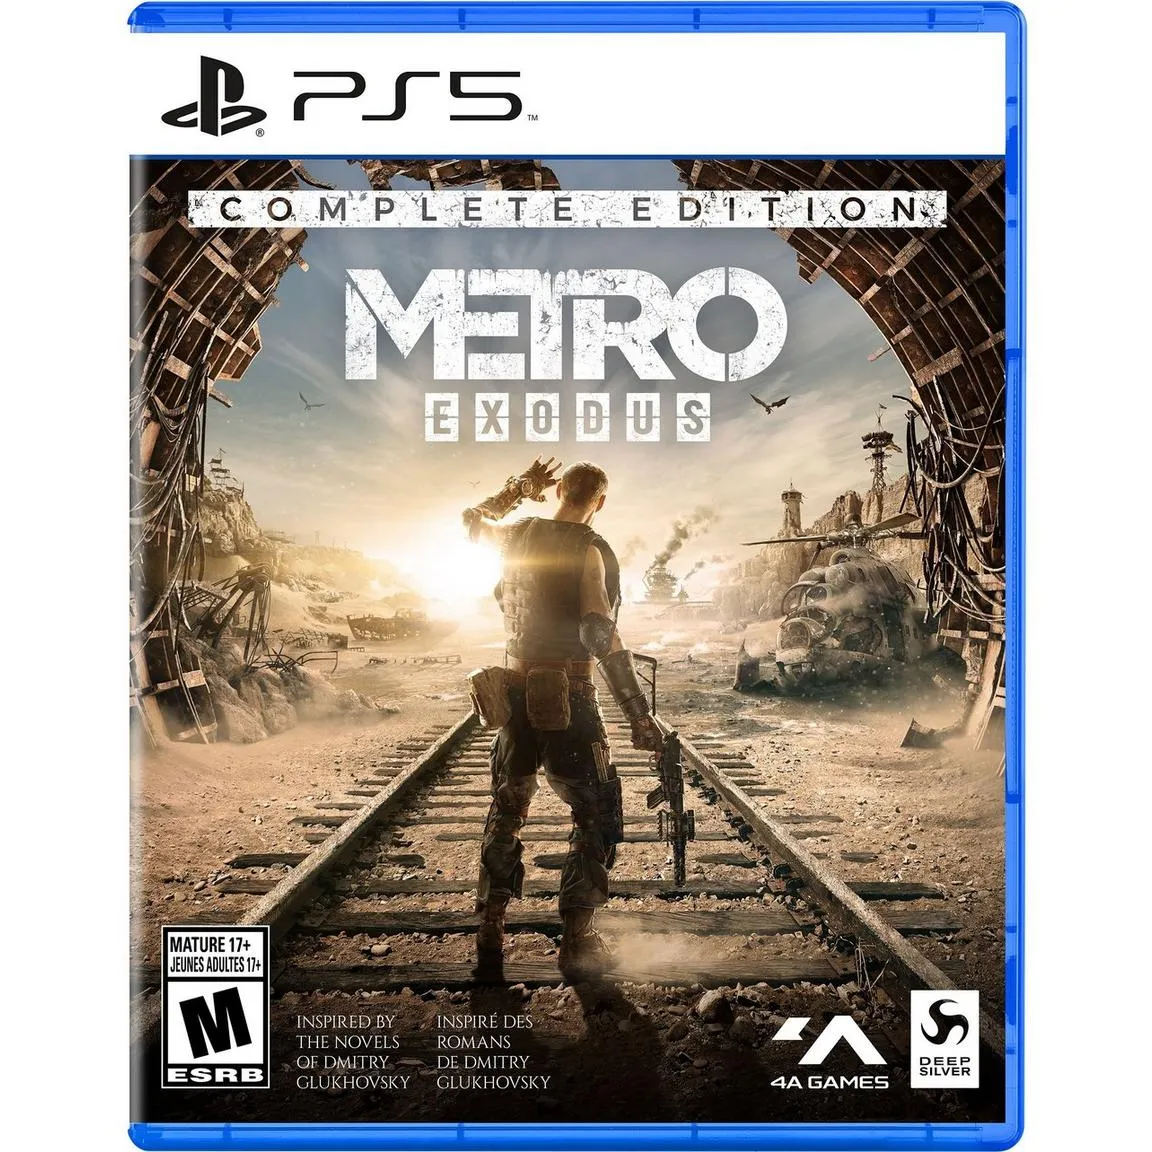 PS5™
COMPLETE EDITION
METRO
EXODUS
MATURE 17+
JEUNES ADULTES 17+
M
ESRB
INSPIRED BY
THE NOVELS
OF DMITRY
GLUKHOVSKY
INSPIRÉ DES
ROMANS
DE DMITRY
GLUKHOVSKY
4A GAMES
DEEP
SILVER